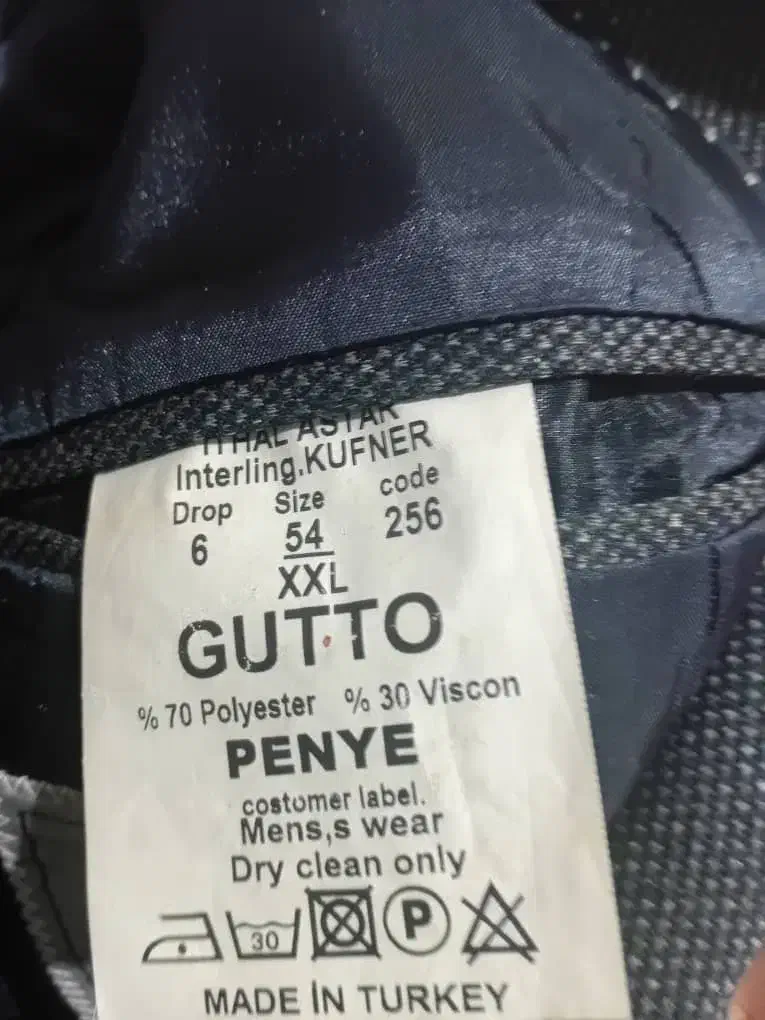 İTHAL ASTAR
Interling.KUFNER
Drop Size code
6 54 256
XXL
GUTTO
% 70 Polyester % 30 Viscon
PENYE
costomer label.
Mens,s wear
Dry clean only
30 P
MADE İN TURKEY